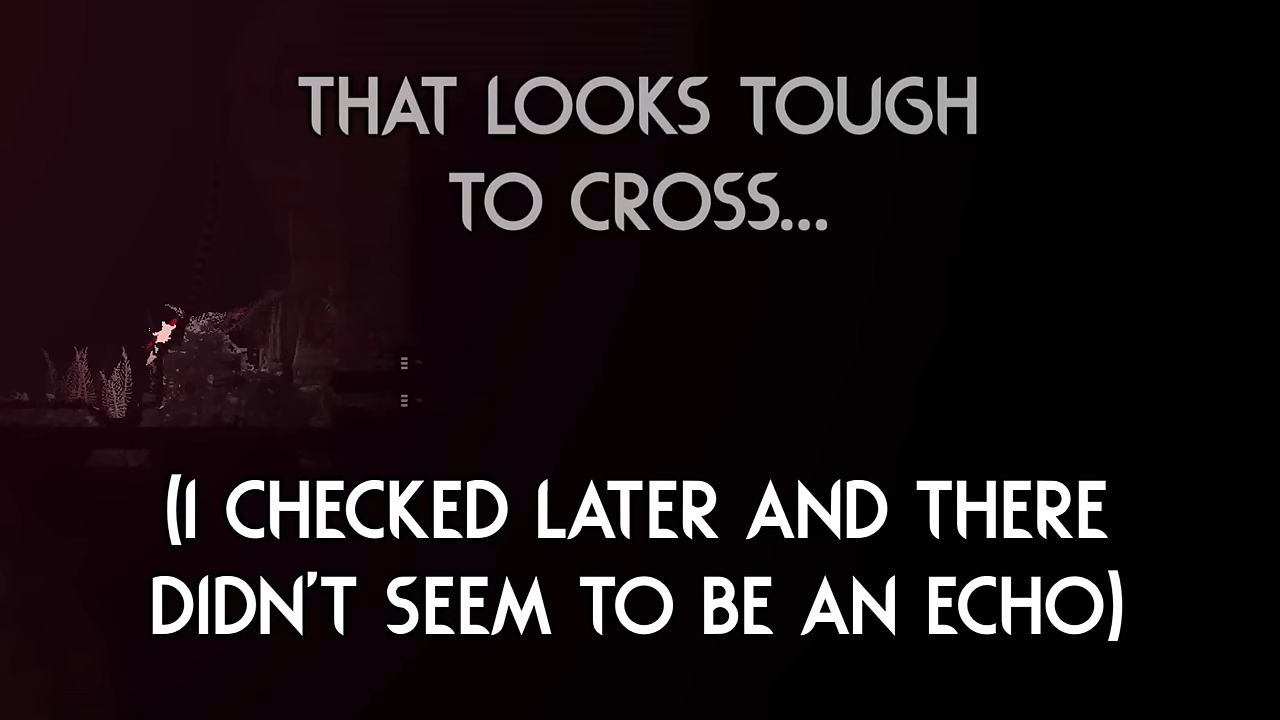 THAT LOOKS TOUGH
TO CROSS...
(I CHECKED LATER AND THERE
DIDN'T SEEM TO BE AN ECHO)